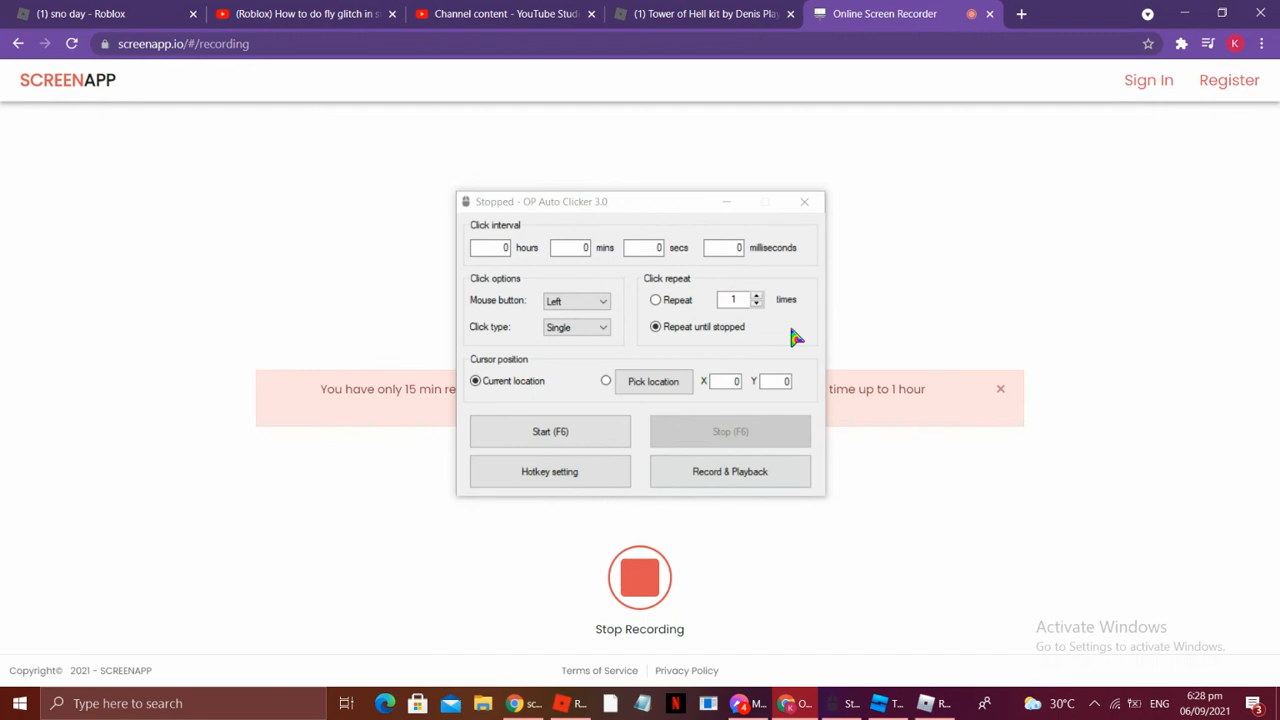 (1) sno day - Roblox
(Roblox) How to do fly glitch in s
Channel content - YouTube Stud
(1) Tower of Hell kit by Denis Play
Online Screen Recorder
screenapp.io/#/recording
K
SCREENAPP
Sign In
Register
Stopped - OP Auto Clicker 3.0
Click interval
0 hours 0 mins 0 secs 0 milliseconds
Click options
Click repeat
Mouse button: Left
Repeat 1 times
Click type: Single
Repeat until stopped
Cursor position
Current location
Pick location X 0 Y 0
You have only 15 min re
time up to 1 hour
Start (F6)
Stop (F6)
Hotkey setting
Record & Playback
Stop Recording
Activate Windows
Go to Settings to activate Windows.
Copyright© 2021 - SCREENAPP
Terms of Service
Privacy Policy
Type here to search
sc...
R...
4
M...
K
O...
St...
T...
R...
30°C
ENG
6:28 pm
06/09/2021
3